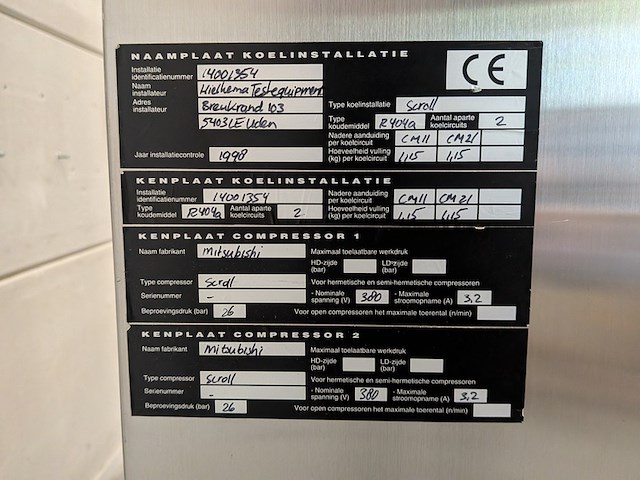 NAAMPLAAT KOELINSTALLATIE
CE
Installatie identificatienummer 14001354
Naam installateur Wielhema Testequipment
Adres installateur Breukrand 103
5403 LE Uden
Type koelinstallatie Scroll
Type koudemiddel R404a Aantal aparte koelcircuits 2
Nadere aanduiding per koelcircuit CM11 CM21
Hoeveelheid vulling (kg) per koelcircuit 1,15 1,15
Jaar installatiecontrole 1998
KENPLAAT KOELINSTALLATIE
Installatie identificatienummer 14001354
Nadere aanduiding per koelcircuit CM11 CM21
Type koudemiddel R404a Aantal aparte koelcircuits 2
Hoeveelheid vulling (kg) per koelcircuit 1,15 1,15
KENPLAAT COMPRESSOR 1
Naam fabrikant Mitsubishi
Maximaal toelaatbare werkdruk
HD-zijde (bar) LD-zijde (bar)
Type compressor Scroll
Voor hermetische en semi-hermetische compressoren
Serienummer -
- Nominale spanning (V) 380 - Maximale stroomopname (A) 3,2
Beproevingsdruk (bar) 26
Voor open compressoren het maximale toerental (n/min)
KENPLAAT COMPRESSOR 2
Naam fabrikant Mitsubishi
Maximaal toelaatbare werkdruk
HD-zijde (bar) LD-zijde (bar)
Type compressor Scroll
Voor hermetische en semi-hermetische compressoren
Serienummer -
- Nominale spanning (V) 380 - Maximale stroomopname (A) 3,2
Beproevingsdruk (bar) 26
Voor open compressoren het maximale toerental (n/min)